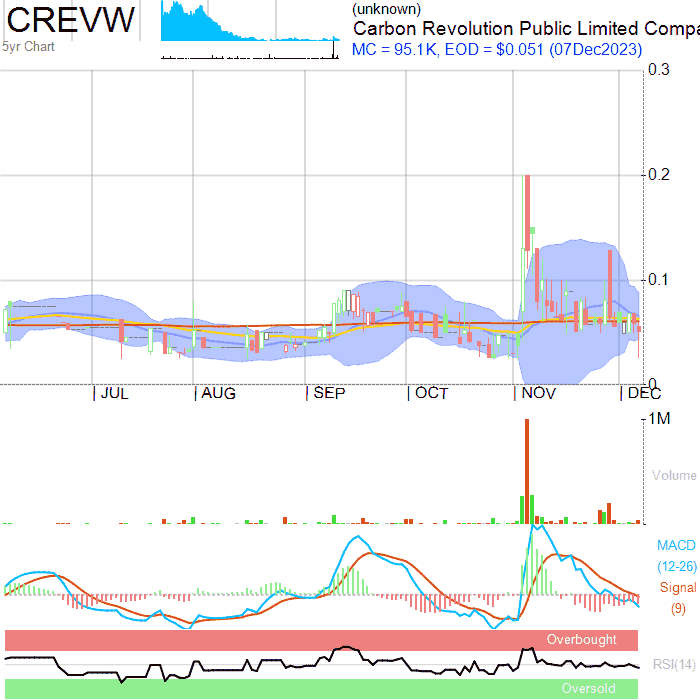 CREVW
5yr Chart
(unknown)
Carbon Revolution Public Limited Compa
MC = 95.1K, EOD = $0.051 (07Dec2023)
0.3
0.2
0.1
0
JUL AUG SEP OCT NOV DEC
1M
Volume
MACD
(12-26)
Signal
(9)
Overbought
RSI(14)
Oversold